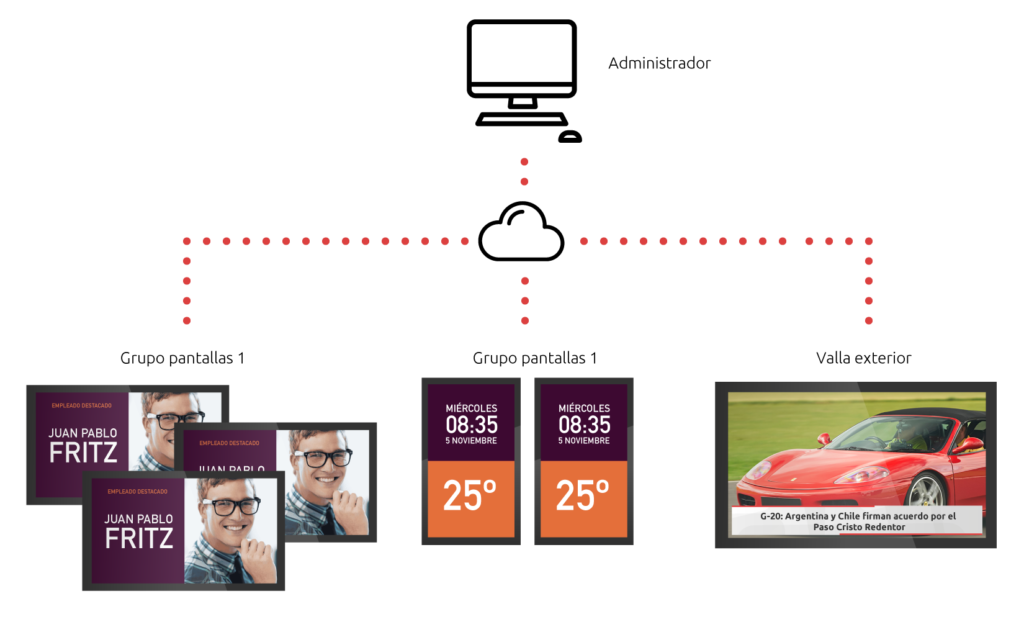 Administrador
Grupo pantallas 1
Grupo pantallas 1
Valla exterior
EMPLEADO DESTACADO
JUAN PABLO
FRITZ
EMPLEADO DESTACADO
JUAN PABLO
EMPLEADO DESTACADO
JUAN PABLO
FRITZ
MIÉRCOLES
08:35
5 NOVIEMBRE
25º
MIÉRCOLES
08:35
5 NOVIEMBRE
25º
G-20: Argentina y Chile firman acuerdo por el
Paso Cristo Redentor